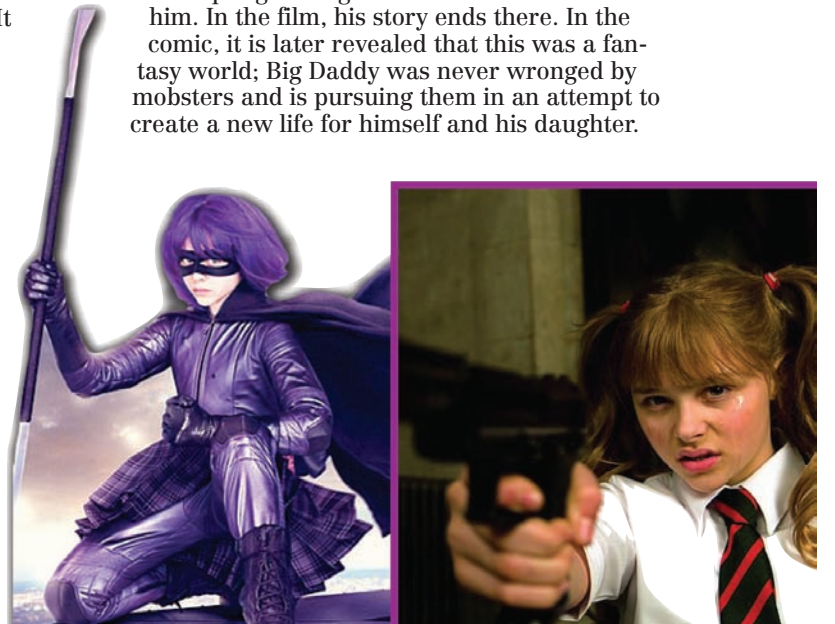 It
him. In the film, his story ends there. In the
comic, it is later revealed that this was a fan-
tasy world; Big Daddy was never wronged by
mobsters and is pursuing them in an attempt to
create a new life for himself and his daughter.